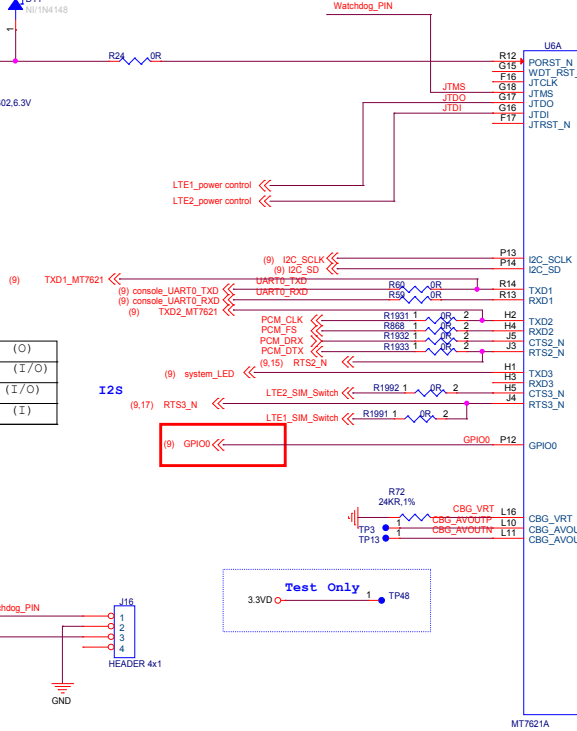 Watchdog_PIN
NI/1N4148
1
R24 0R
02,6.3V
U6A
R12 PORST_N
G15
F16 JTCLK
JTMS G18 JTMS
JTDO G17 JTDO
JTDI G16 JTDI
F17 JTRST_N
LTE1_power control
LTE2_power control
(9) I2C_SCLK P13 I2C_SCLK
(9) I2C_SD P14 I2C_SD
(9) TXD1_MT7621
(9) console_UART0_TXD UART0_TXD R60 0R R14 TXD1
(9) console_UART0_RXD UART0_RXD R59 0R R13 RXD1
(9) TXD2_MT7621
PCM_CLK R1931 1 0R 2 H2 TXD2
PCM_FS R868 1 0R 2 H4 RXD2
PCM_DRX R1932 1 0R 2 J5 CTS2_N
PCM_DTX R1933 1 0R 2 J3 RTS2_N
(9,15) RTS2_N
(9) system_LED H1 TXD3
H3 RXD3
LTE2_SIM_Switch R1992 1 0R 2 H5 CTS3_N
(9,17) RTS3_N J4 RTS3_N
LTE1_SIM_Switch R1991 1 0R 2
(O)
(I/O)
(I/O)
(I)
I2S
(9) GPIO0 GPIO0 P12 GPIO0
R72
24KR,1%
CBG_VRT L16 CBG_VRT
TP3 1 CBG_AVOUTP L10
TP13 1 CBG_AVOUTN L11
Test Only
3.3VD 1 TP48
J16
1
2
3
4
HEADER 4x1
GND
MT7621A